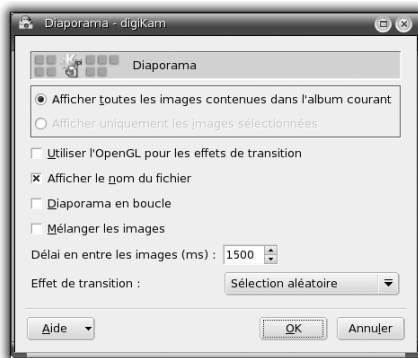 Diaporama - digiKam
Diaporama
Afficher toutes les images contenues dans l'album courant
Afficher uniquement les images sélectionnées
Utiliser l'OpenGL pour les effets de transition
Afficher le nom du fichier
Diaporama en boucle
Mélanger les images
Délai en entre les images (ms) : 1500
Effet de transition : Sélection aléatoire
Aide OK Annuler